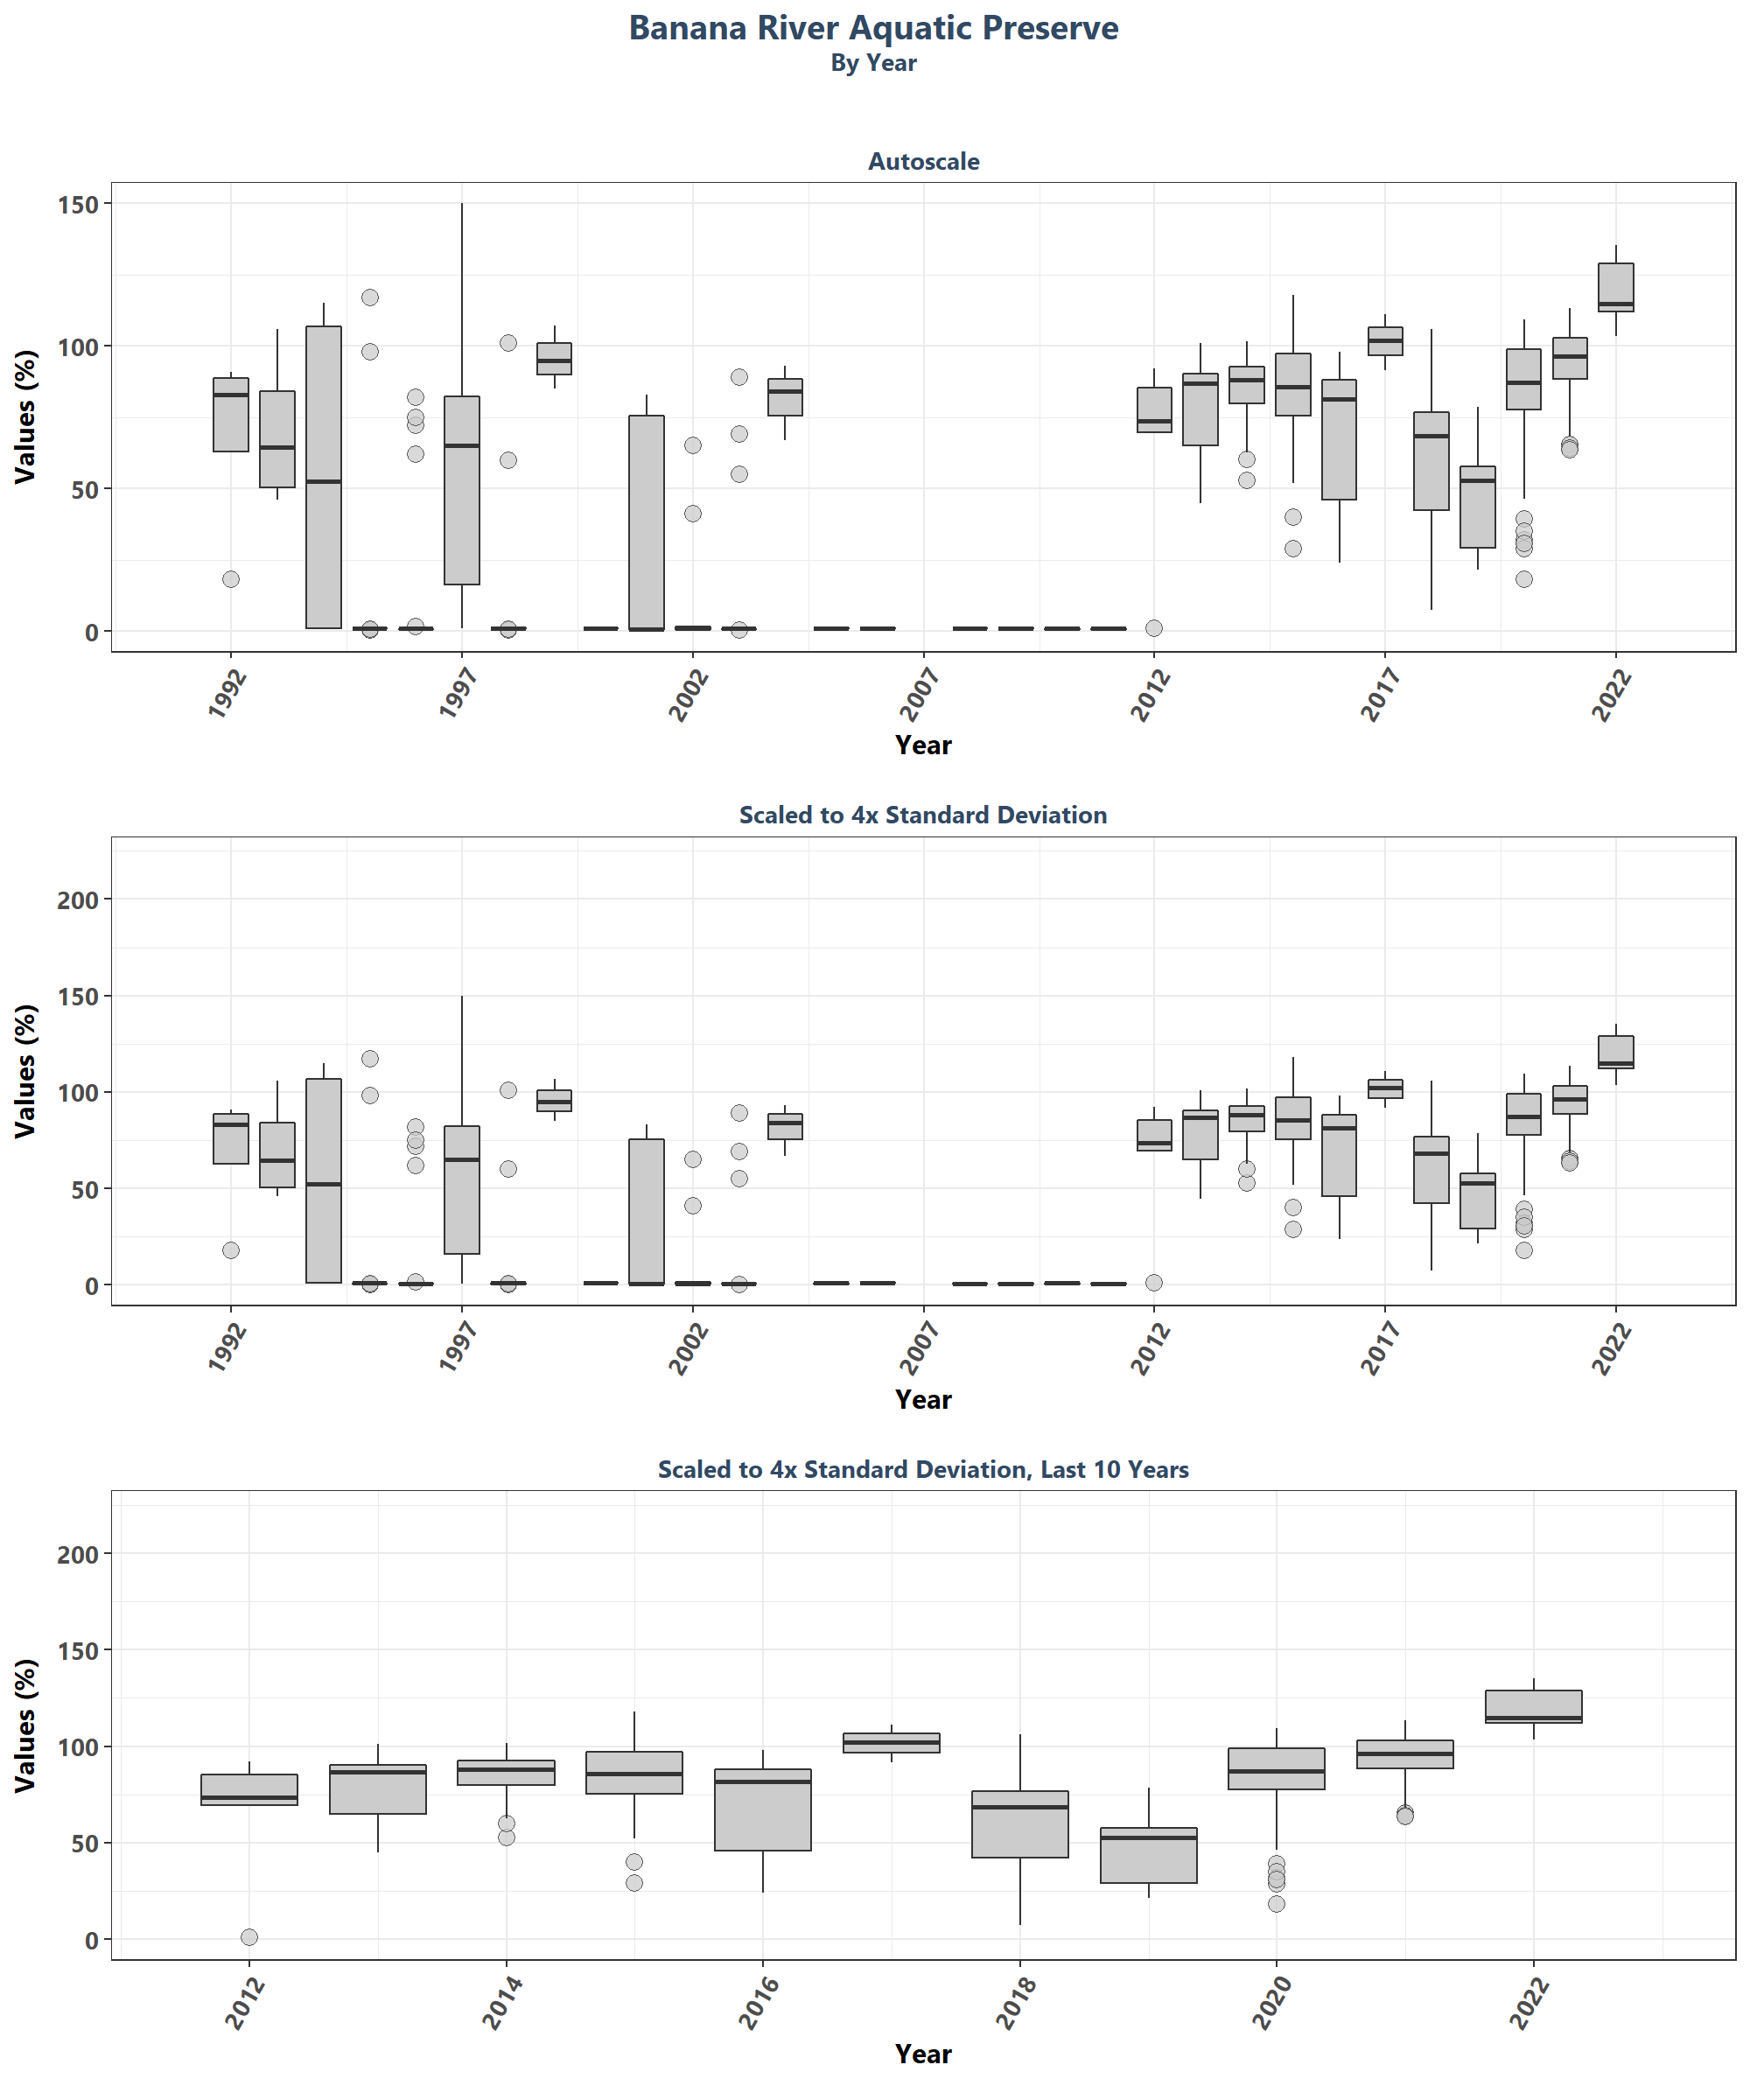 Banana River Aquatic Preserve
By Year
Autoscale
Values (%)
150
100
50
0
1992 1997 2002 2007 2012 2017 2022
Year
Scaled to 4x Standard Deviation
Values (%)
200
150
100
50
0
1992 1997 2002 2007 2012 2017 2022
Year
Scaled to 4x Standard Deviation, Last 10 Years
Values (%)
200
150
100
50
0
2012 2014 2016 2018 2020 2022
Year